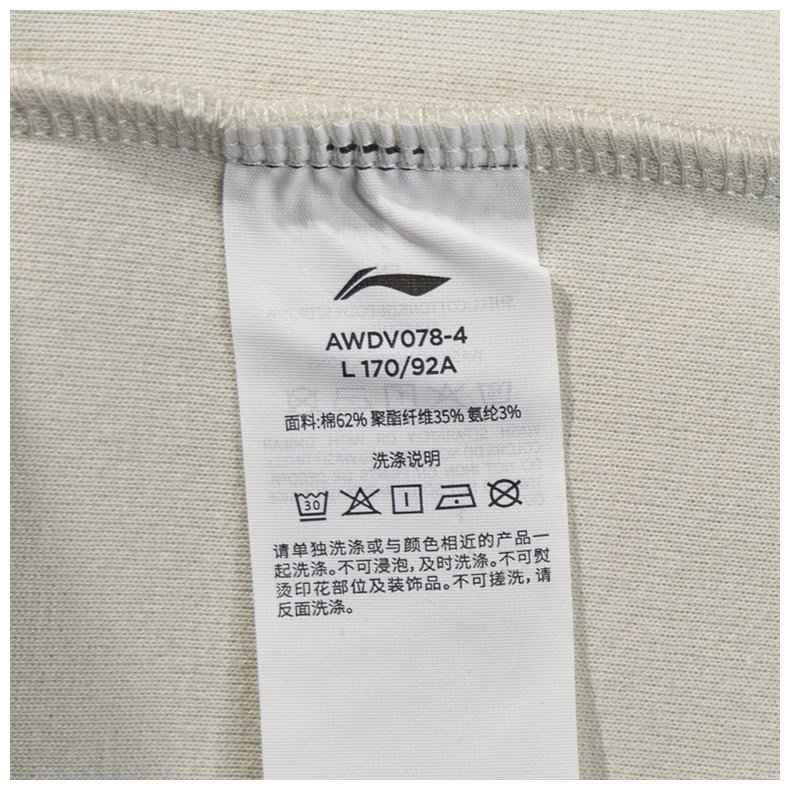 AWDV078-4
L 170/92A
面料:棉62% 聚酯纤维35% 氨纶3%
洗涤说明
30
请单独洗涤或与颜色相近的产品一
起洗涤。不可浸泡,及时洗涤。不可熨
烫印花部位及装饰品。不可搓洗,请
反面洗涤。